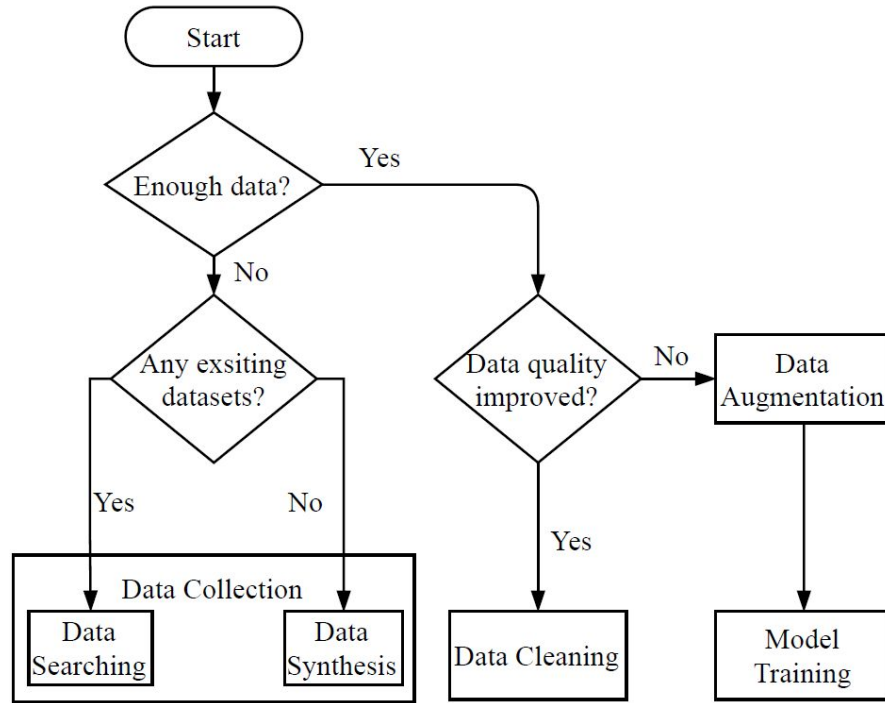 Start
Enough data?
Yes
No
Any exsiting
datasets?
Data quality
improved?
No
Data
Augmentation
Yes
No
Yes
Data Collection
Data
Searching
Data
Synthesis
Data Cleaning
Model
Training